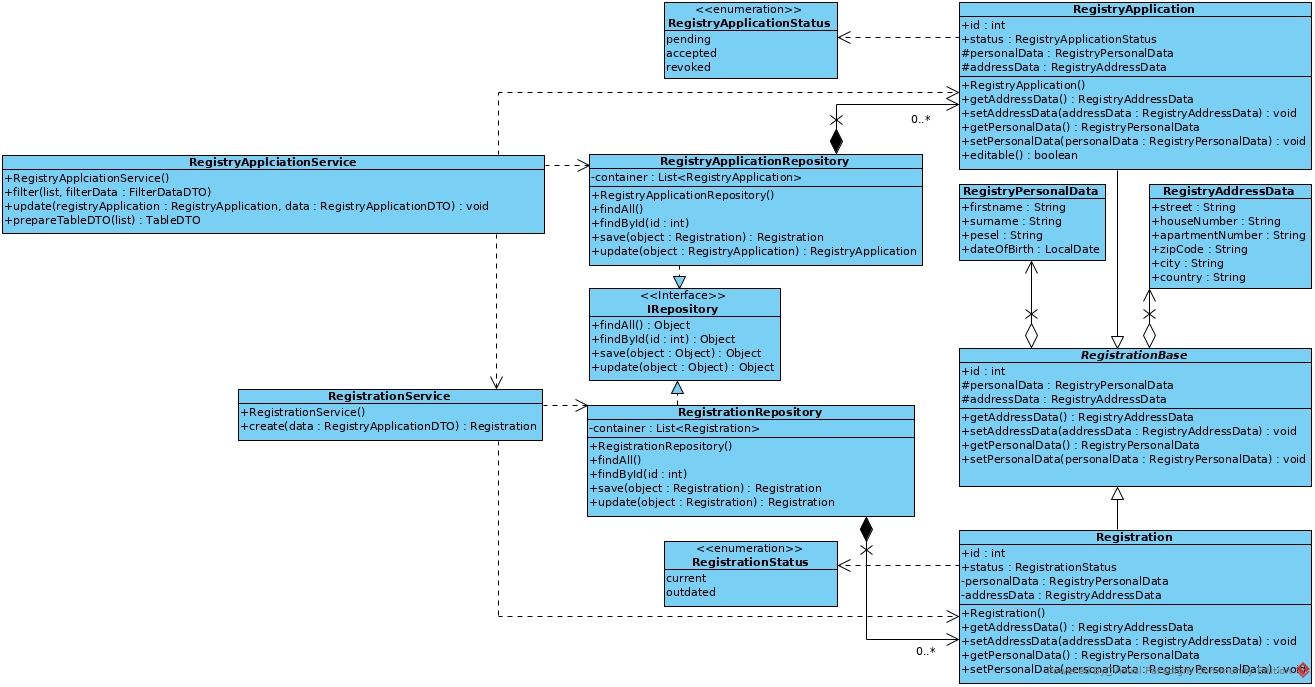 <<enumeration>>
RegistryApplicationStatus
pending
accepted
revoked
RegistryApplication
+id : int
+status : RegistryApplicationStatus
#personalData : RegistryPersonalData
#addressData : RegistryAddressData
+RegistryApplication()
+getAddressData() : RegistryAddressData
+setAddressData(addressData : RegistryAddressData) : void
+getPersonalData() : RegistryPersonalData
+setPersonalData(personalData : RegistryPersonalData) : void
+editable() : boolean
0..*
RegistryApplciationService
+RegistryApplciationService()
+filter(list, filterData : FilterDataDTO)
+update(registryApplication : RegistryApplication, data : RegistryApplicationDTO) : void
+prepareTableDTO(list) : TableDTO
RegistryApplicationRepository
-container : List<RegistryApplication>
+RegistryApplicationRepository()
+findAll()
+findById(id : int)
+save(object : Registration) : Registration
+update(object : RegistryApplication) : RegistryApplication
RegistryPersonalData
+firstname : String
+surname : String
+pesel : String
+dateOfBirth : LocalDate
RegistryAddressData
+street : String
+houseNumber : String
+apartmentNumber : String
+zipCode : String
+city : String
+country : String
<<Interface>>
IRepository
+findAll() : Object
+findById(id : int) : Object
+save(object : Object) : Object
+update(object : Object) : Object
RegistrationBase
+id : int
#personalData : RegistryPersonalData
#addressData : RegistryAddressData
+getAddressData() : RegistryAddressData
+setAddressData(addressData : RegistryAddressData) : void
+getPersonalData() : RegistryPersonalData
+setPersonalData(personalData : RegistryPersonalData) : void
RegistrationService
+RegistrationService()
+create(data : RegistryApplicationDTO) : Registration
RegistrationRepository
-container : List<Registration>
+RegistrationRepository()
+findAll()
+findById(id : int)
+save(object : Registration) : Registration
+update(object : Registration) : Registration
<<enumeration>>
RegistrationStatus
current
outdated
Registration
+id : int
+status : RegistrationStatus
-personalData : RegistryPersonalData
-addressData : RegistryAddressData
+Registration()
+getAddressData() : RegistryAddressData
+setAddressData(addressData : RegistryAddressData) : void
+getPersonalData() : RegistryPersonalData
+setPersonalData(personalData : RegistryPersonalData) : void
0..*